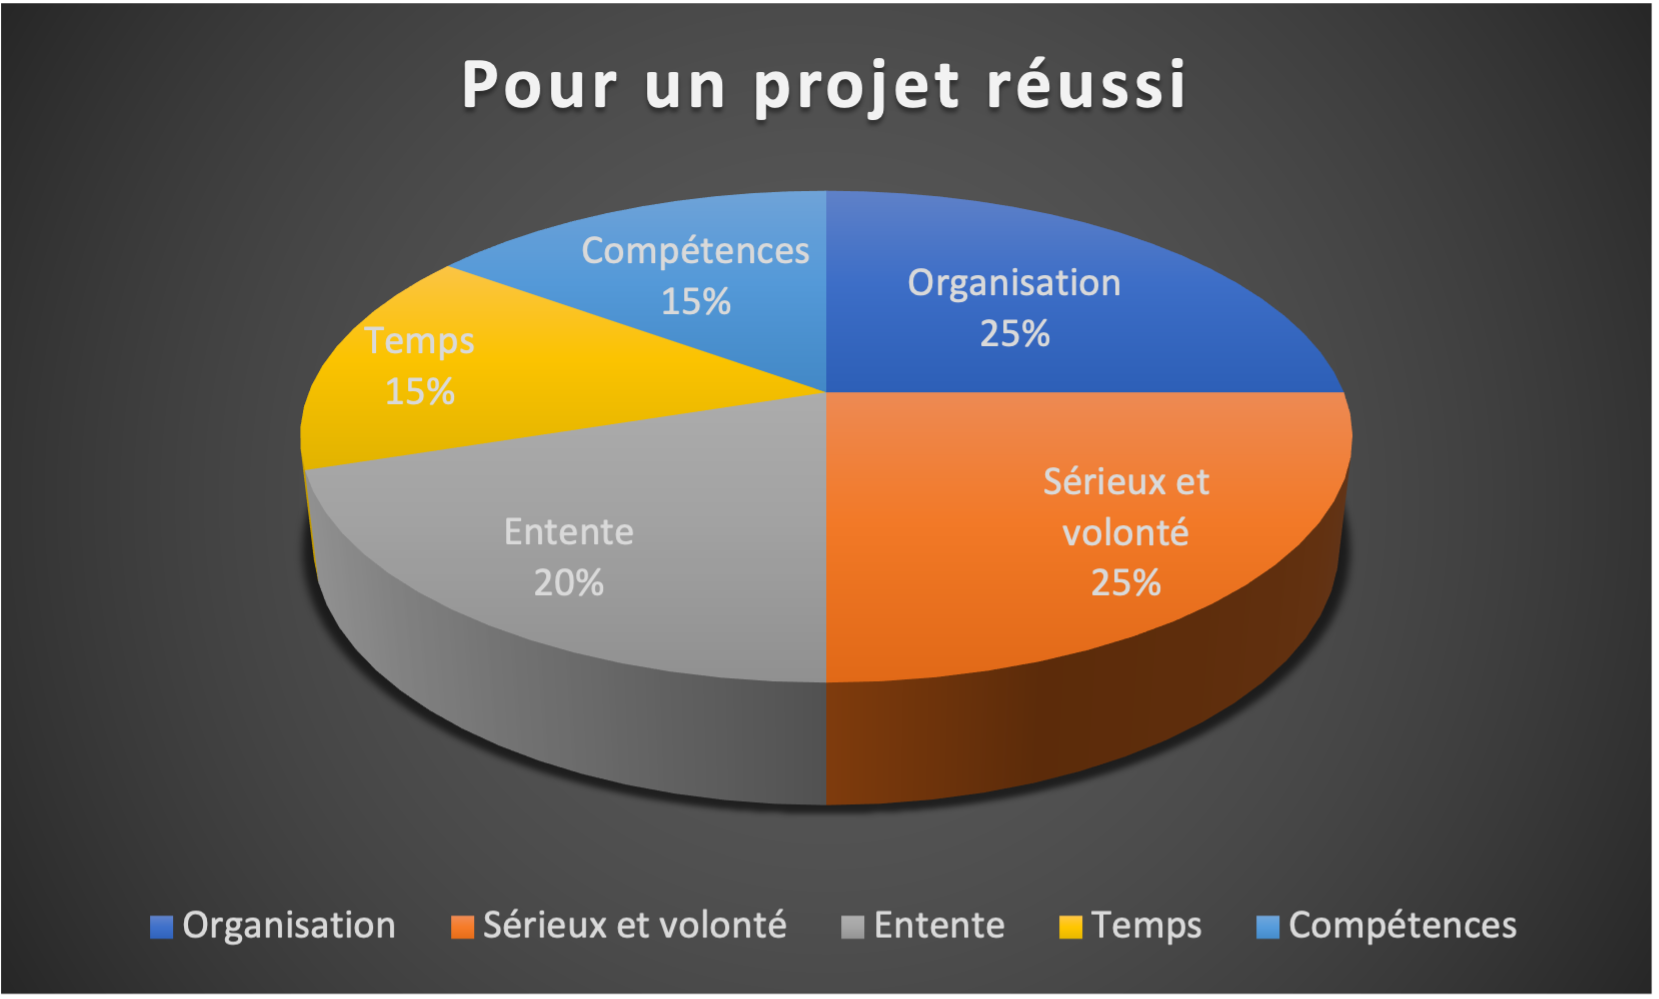 Pour un projet réussi
Compétences
15%
Organisation
25%
Temps
15%
Sérieux et
volonté
25%
Entente
20%
Organisation Sérieux et volonté Entente Temps Compétences